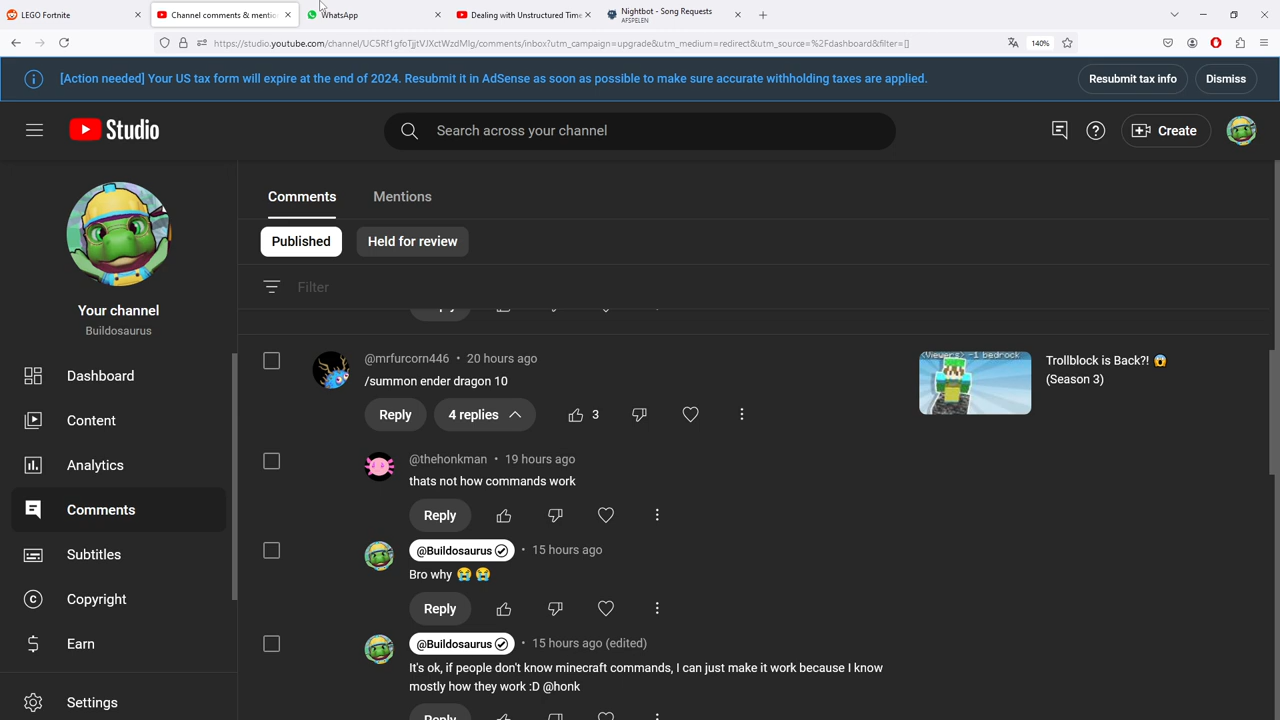 LEGO Fortnite
Channel comments & mentio
WhatsApp
Dealing with Unstructured Time
Nightbot - Song Requests
AFSPELEN
https://studio.youtube.com/channel/UC5Rf1gfoTjjtVJXctWzdMIg/comments/inbox?utm_campaign=upgrade&utm_medium=redirect&utm_source=%2Fdashboard&filter=[]
140%
[Action needed] Your US tax form will expire at the end of 2024. Resubmit it in AdSense as soon as possible to make sure accurate withholding taxes are applied.
Resubmit tax info
Dismiss
Studio
Search across your channel
Create
Your channel
Buildosaurus
Dashboard
Content
Analytics
Comments
Subtitles
Copyright
Earn
Settings
Comments
Mentions
Published
Held for review
Filter
@mrfurcorn446 • 20 hours ago
/summon ender dragon 10
Reply
4 replies
3
<Viewers> -1 bedrock
Trollblock is Back?! 😱
(Season 3)
@thehonkman • 19 hours ago
thats not how commands work
Reply
@Buildosaurus • 15 hours ago
Bro why 😭 😭
Reply
@Buildosaurus • 15 hours ago (edited)
It's ok, if people don't know minecraft commands, I can just make it work because I know
mostly how they work :D @honk
Reply